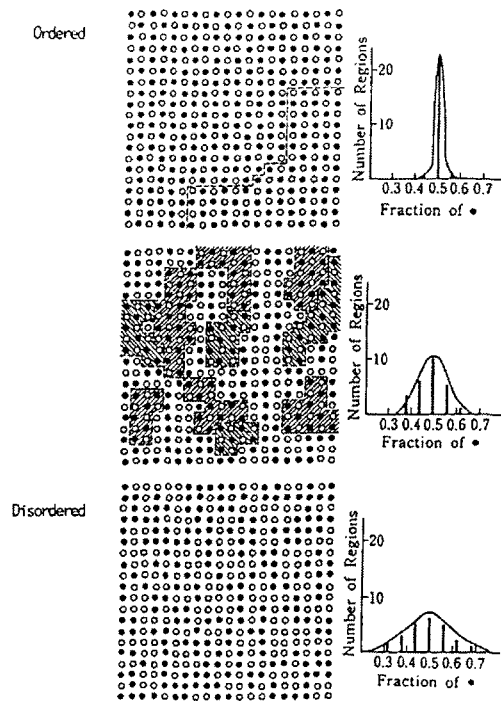 Ordered
Number of Regions
20
10
0.3 0.4 0.5 0.6 0.7
Fraction of •
Number of Regions
20
10
0.3 0.4 0.5 0.6 0.7
Fraction of •
Disordered
Number of Regions
20
10
0.3 0.4 0.5 0.6 0.7
Fraction of •